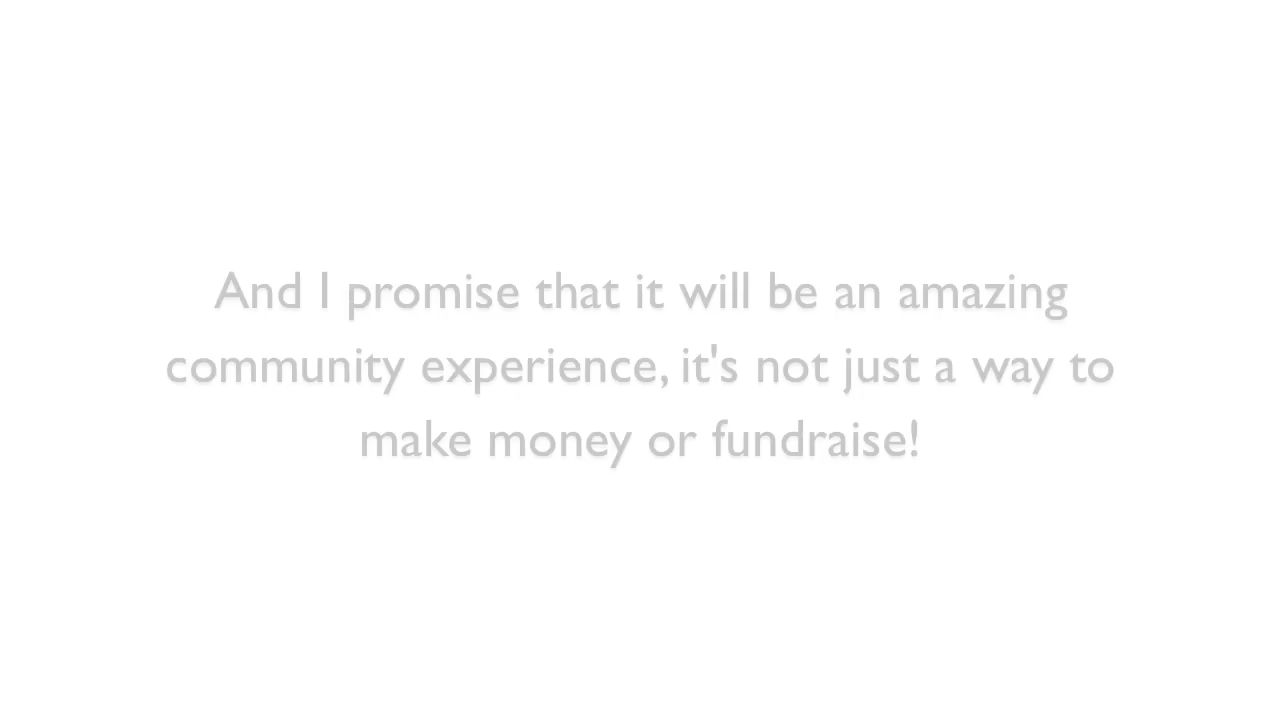 And I promise that it will be an amazing
community experience, it's not just a way to
make money or fundraise!